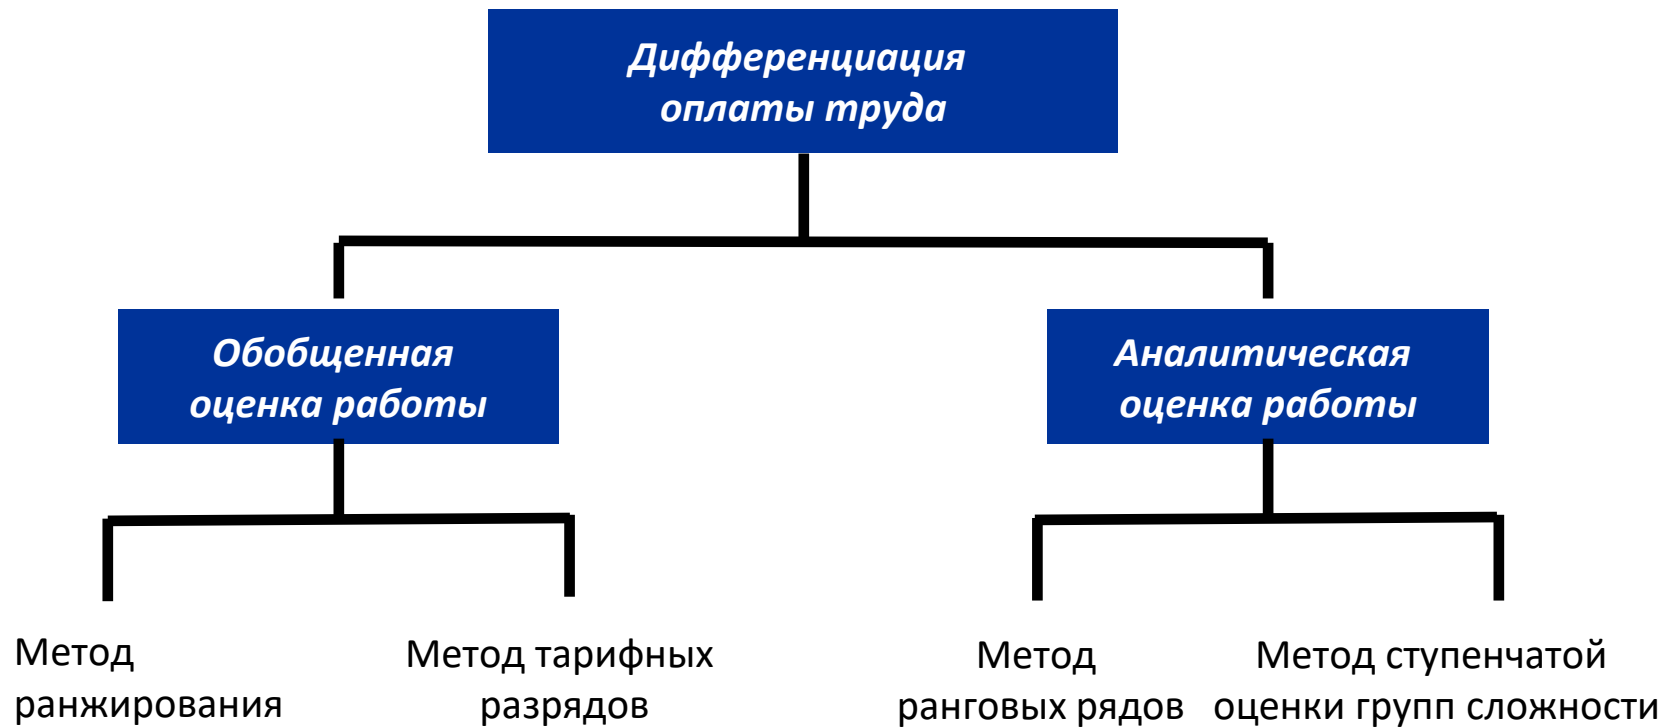 Дифференциация
оплаты труда
Обобщенная
оценка работы
Аналитическая
оценка работы
Метод
ранжирования
Метод тарифных
разрядов
Метод
ранговых рядов
Метод ступенчатой
оценки групп сложности